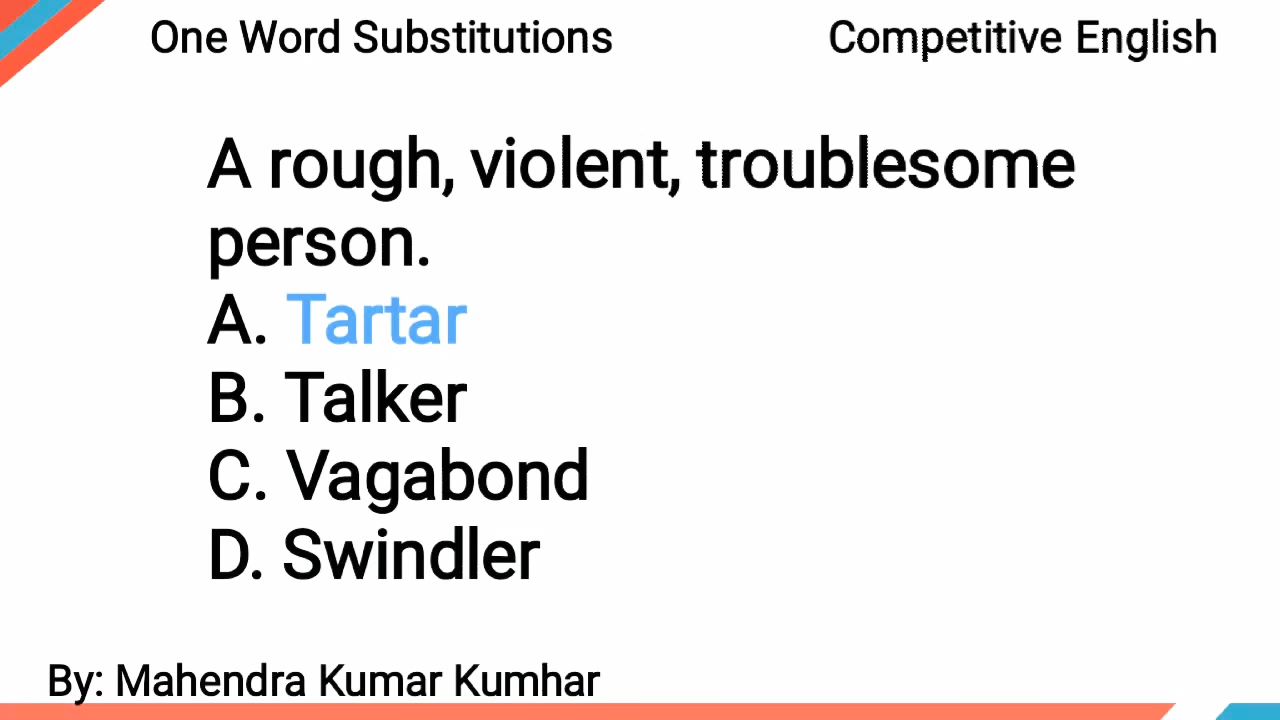 One Word Substitutions
Competitive English
A rough, violent, troublesome
person.
A. Tartar
B. Talker
C. Vagabond
D. Swindler
By: Mahendra Kumar Kumhar